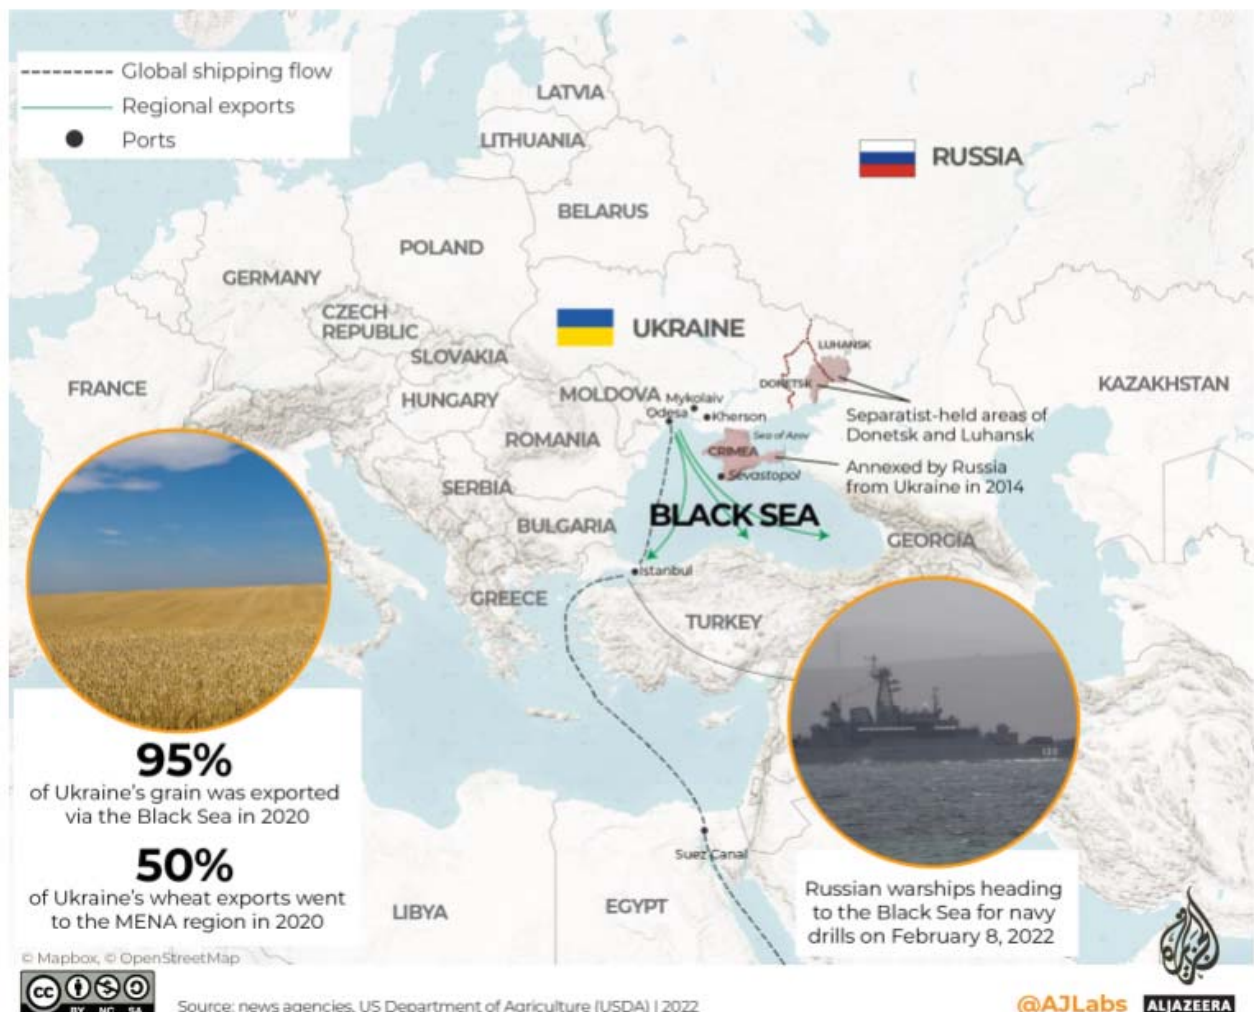 Global shipping flow
Regional exports
Ports
LATVIA
LITHUANIA
RUSSIA
BELARUS
POLAND
GERMANY
CZECH
REPUBLIC
UKRAINE
SLOVAKIA
LUHANSK
DONETSK
FRANCE
HUNGARY
MOLDOVA
Mykolaiv
Odesa
Kherson
KAZAKHSTAN
Separatist-held areas of
Donetsk and Luhansk
ROMANIA
Sea of Azov
CRIMEA
Annexed by Russia
from Ukraine in 2014
Sevastopol
SERBIA
BLACK SEA
BULGARIA
GEORGIA
Istanbul
GREECE
TURKEY
95%
of Ukraine's grain was exported
via the Black Sea in 2020
50%
of Ukraine's wheat exports went
to the MENA region in 2020
Suez Canal
LIBYA
EGYPT
Russian warships heading
to the Black Sea for navy
drills on February 8, 2022
© Mapbox, © OpenStreetMap
CC BY NC SA
Source: news agencies, US Department of Agriculture (USDA) | 2022
@AJLabs
الجزيرة
ALJAZEERA